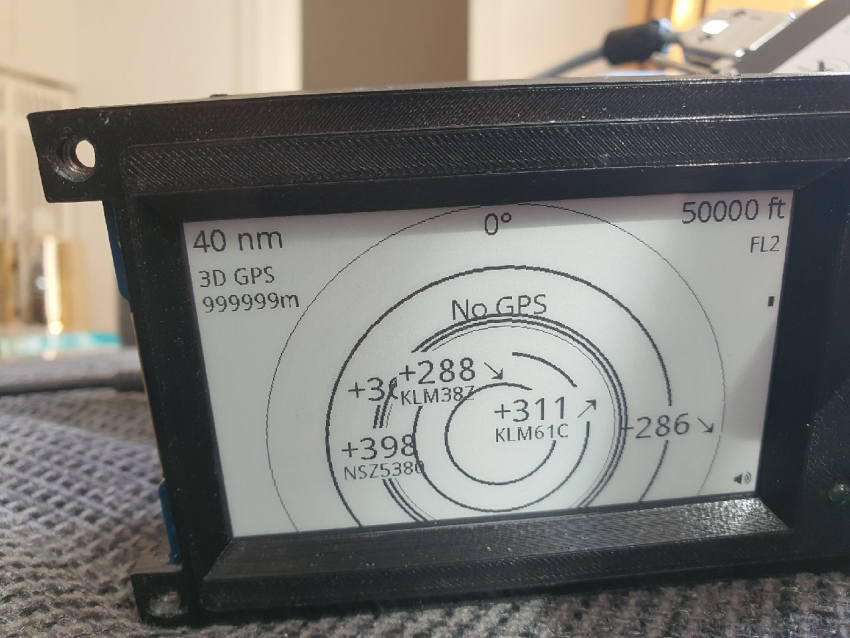 40 nm
0°
50000 ft
3D GPS
FL2
999999m
No GPS
+288 ↘
KLM38Z
+311 ↗
KLM61C
-286 ↘
+398
NSZ5380